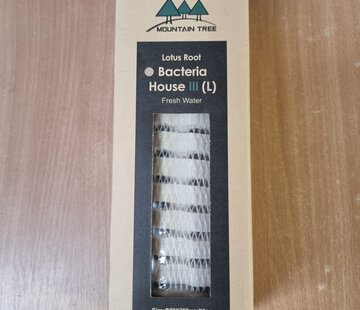 MOUNTAIN TREE
Lotus Root
Bacteria
House III (L)
Fresh Water